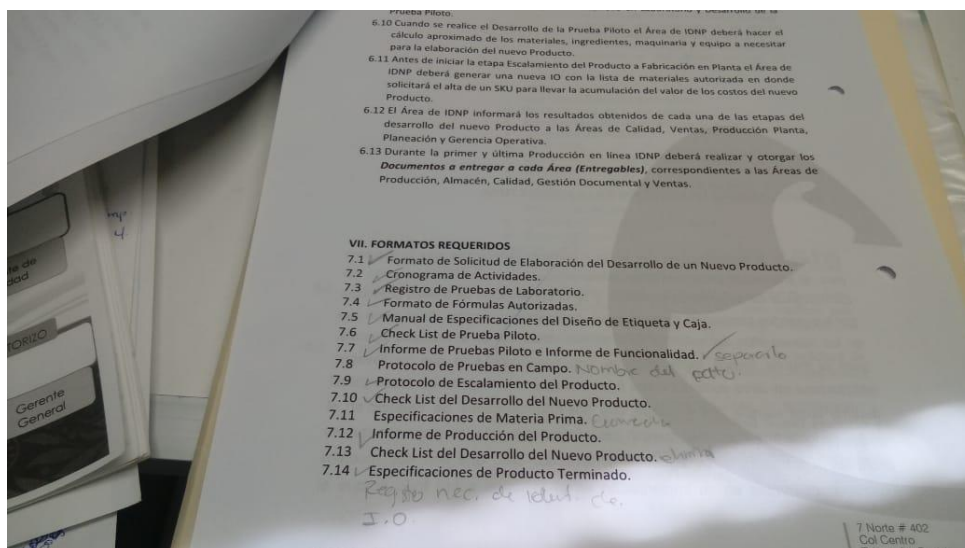 Prueba Piloto.
6.10 Cuando se realice el Desarrollo de la Prueba Piloto el Área de IDNP deberá hacer el
cálculo aproximado de los materiales, ingredientes, maquinaria y equipo a necesitar
para la elaboración del nuevo Producto.
6.11 Antes de iniciar la etapa Escalamiento del Producto a Fabricación en Planta el Área de
IDNP deberá generar una nueva IO con la lista de materiales autorizada en donde
solicitará el alta de un SKU para llevar la acumulación del valor de los costos del nuevo
Producto.
6.12 El Área de IDNP informará los resultados obtenidos de cada una de las etapas del
desarrollo del nuevo Producto a las Áreas de Calidad, Ventas, Producción Planta,
Planeación y Gerencia Operativa.
6.13 Durante la primer y última Producción en línea IDNP deberá realizar y otorgar los
Documentos a entregar a cada Área (Entregables), correspondientes a las Áreas de
Producción, Almacén, Calidad, Gestión Documental y Ventas.
VII. FORMATOS REQUERIDOS
7.1 Formato de Solicitud de Elaboración del Desarrollo de un Nuevo Producto.
7.2 Cronograma de Actividades.
7.3 Registro de Pruebas de Laboratorio.
7.4 Formato de Fórmulas Autorizadas.
7.5 Manual de Especificaciones del Diseño de Etiqueta y Caja.
7.6 Check List de Prueba Piloto.
7.7 Informe de Pruebas Piloto e Informe de Funcionalidad. separarlo
7.8 Protocolo de Pruebas en Campo. Nombre del
7.9 Protocolo de Escalamiento del Producto.
7.10 Check List del Desarrollo del Nuevo Producto.
7.11 Especificaciones de Materia Prima.
7.12 Informe de Producción del Producto.
7.13 Check List del Desarrollo del Nuevo Producto.
7.14 Especificaciones de Producto Terminado.
nec. de ident. de
I.O.
7 Norte # 402
Col Centro
te de
dad
TORIZO
Gerente
General
4